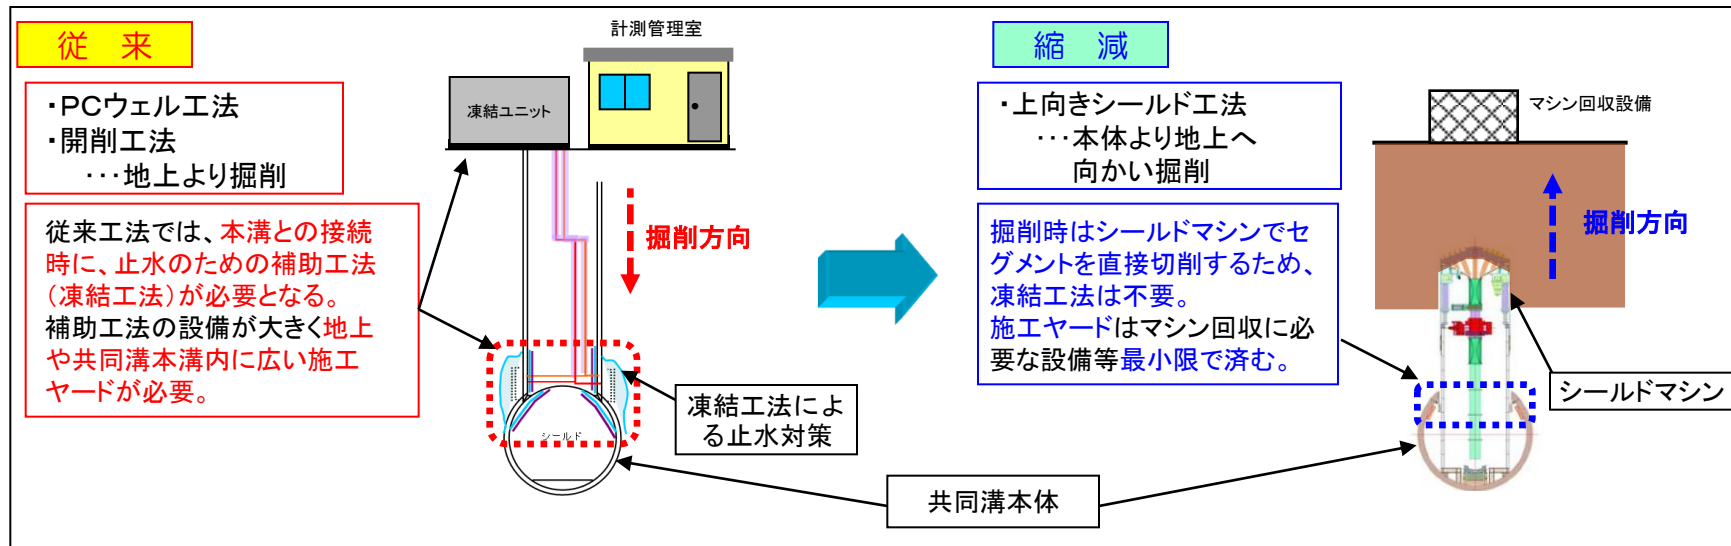 従 来
・PCウェル工法
・開削工法
・・・地上より掘削
従来工法では、本溝との接続
時に、止水のための補助工法
(凍結工法)が必要となる。
補助工法の設備が大きく地上
や共同溝本溝内に広い施工
ヤードが必要。
計測管理室
凍結ユニット
掘削方向
シールド
凍結工法によ
る止水対策
共同溝本体
縮 減
・上向きシールド工法
・・・本体より地上へ
向かい掘削
掘削時はシールドマシンでセ
グメントを直接切削するため、
凍結工法は不要。
施工ヤードはマシン回収に必
要な設備等最小限で済む。
マシン回収設備
掘削方向
シールドマシン